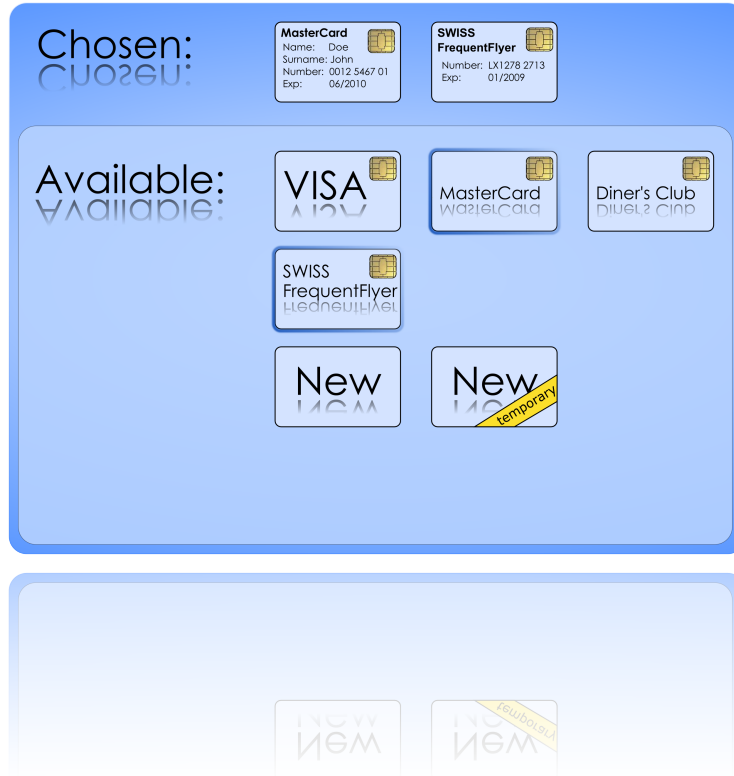 Chosen:
MasterCard
Name: Doe
Surname: John
Number: 0012 5467 01
Exp: 06/2010
SWISS
FrequentFlyer
Number: LX1278 2713
Exp: 01/2009
Available:
VISA
MasterCard
Diner's Club
SWISS
FrequentFlyer
New
New
temporary